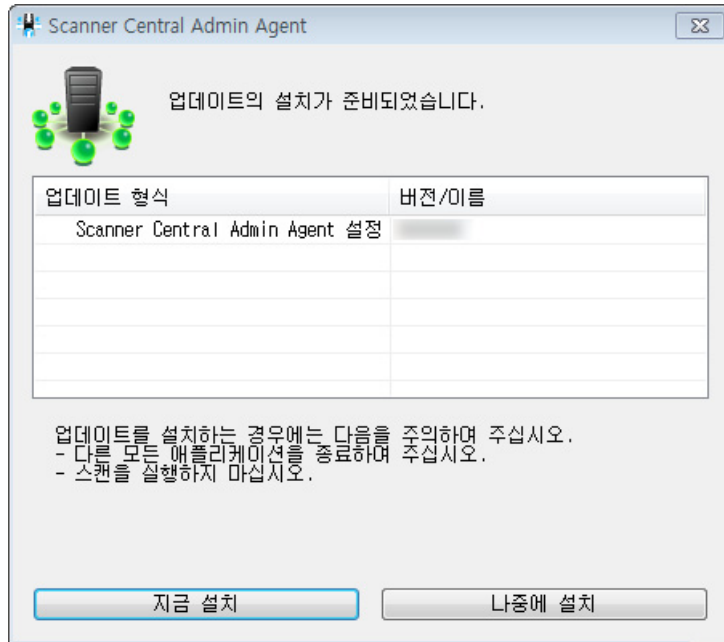 Scanner Central Admin Agent
업데이트의 설치가 준비되었습니다.
업데이트 형식 버전/이름
Scanner Central Admin Agent 설정
업데이트를 설치하는 경우에는 다음을 주의하여 주십시오.
- 다른 모든 애플리케이션을 종료하여 주십시오.
- 스캔을 실행하지 마십시오.
지금 설치 나중에 설치